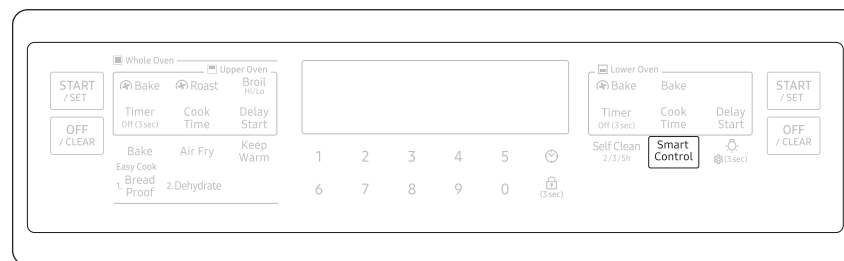 Whole Oven
Upper Oven
START
/ SET
Bake
Roast
Broil
Hi/Lo
Timer
Off (3 sec)
Cook
Time
Delay
Start
OFF
/ CLEAR
Bake
Air Fry
Keep
Warm
Easy Cook
1. Bread
Proof
2. Dehydrate
1 2 3 4 5
6 7 8 9 0
(3 sec)
Lower Oven
Bake
Bake
Timer
Off (3 sec)
Cook
Time
Delay
Start
Self Clean
2/3/5h
Smart
Control
(3 sec)
START
/ SET
OFF
/ CLEAR